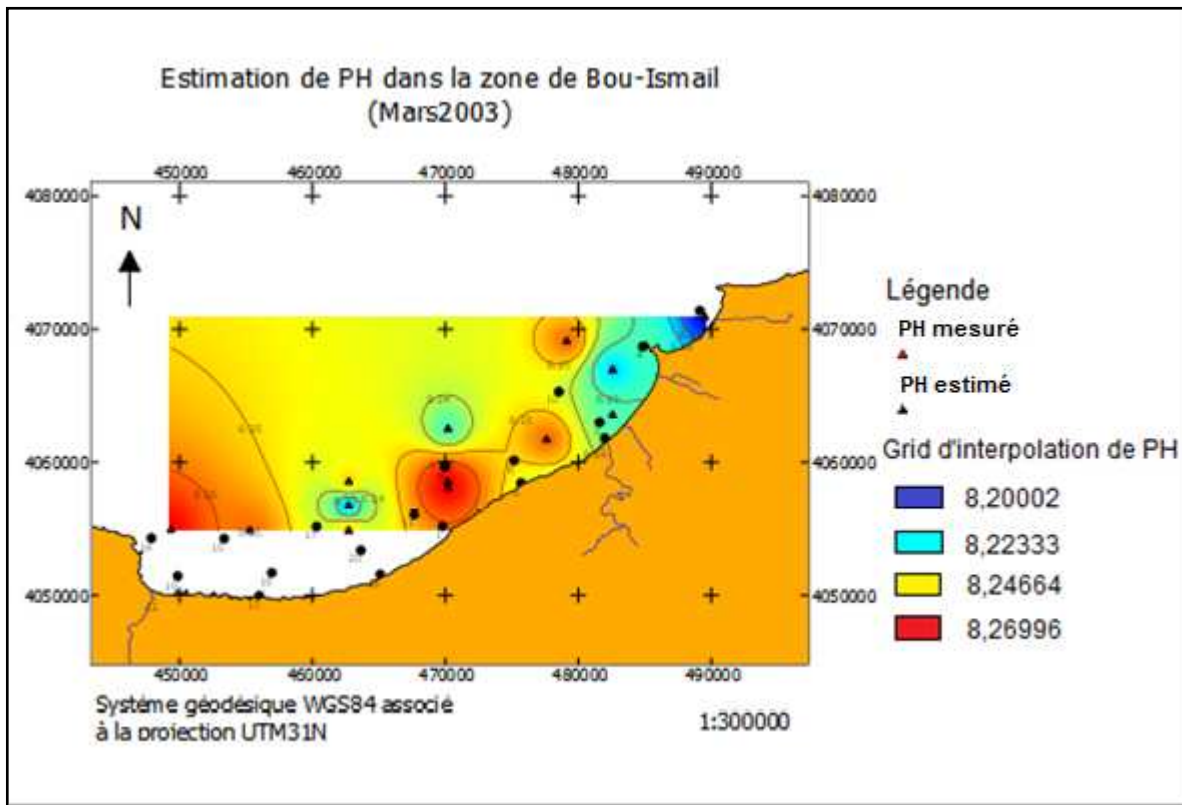 Estimation de PH dans la zone de Bou-Ismail
(Mars2003)
450000 460000 470000 480000 490000
4080000 4080000
N
4070000 4070000
4060000 4060000
4050000 4050000
450000 460000 470000 480000 490000
Système géodésique WGS84 associé
à la projection UTM31N
1:300000
Légende
PH mesuré
PH estimé
Grid d'interpolation de PH
8,20002
8,22333
8,24664
8,26996